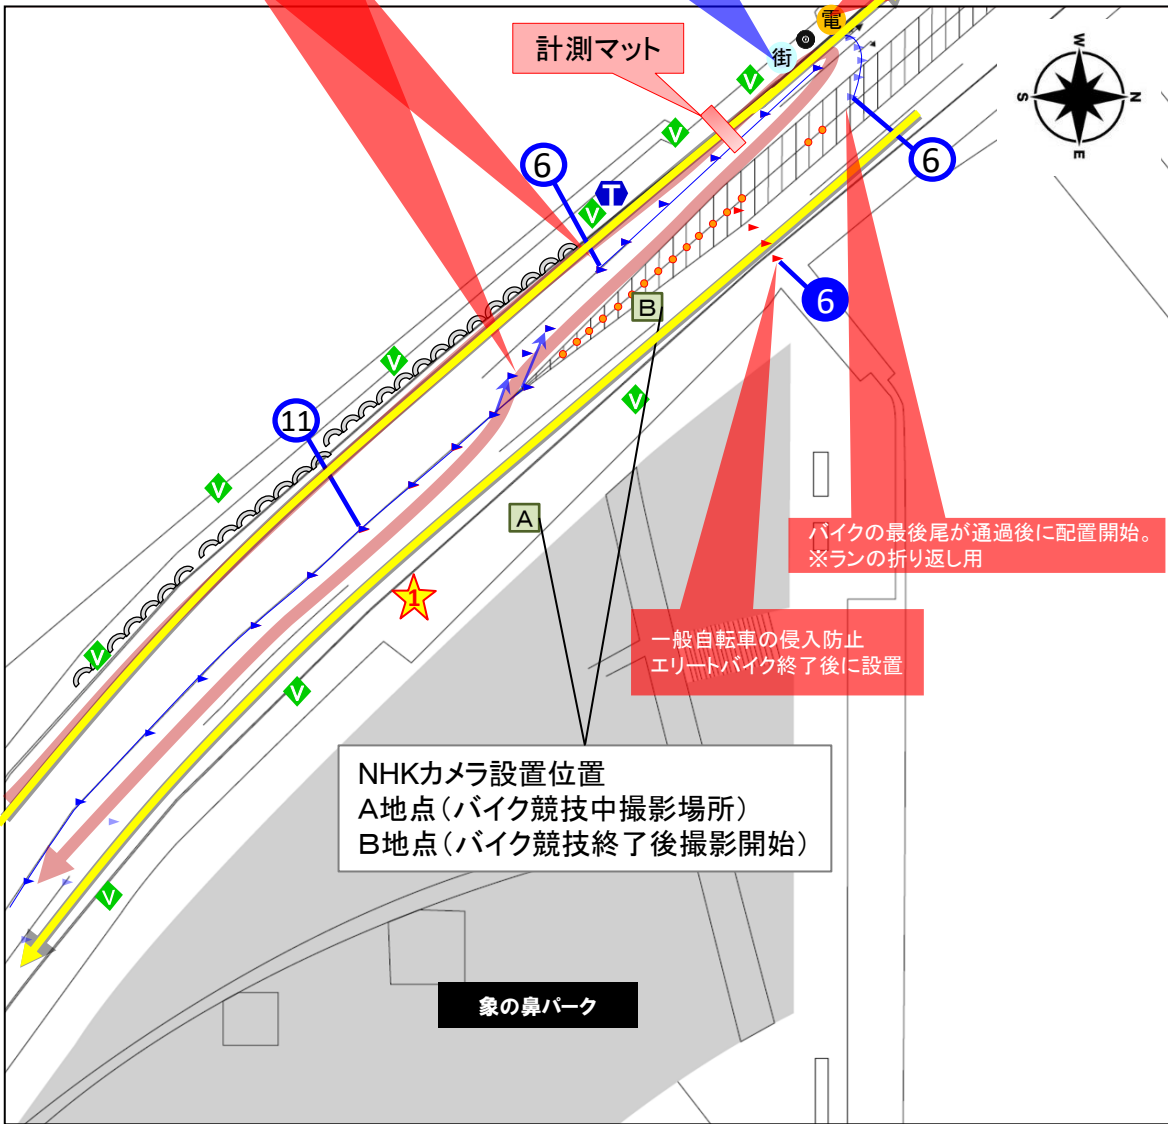 電
街
計測マット
W
S
N
E
6
T
6
V
V
V
B
6
V
V
11
V
A
1
V
V
V
バイクの最後尾が通過後に配置開始。
※ランの折り返し用
一般自転車の侵入防止
エリートバイク終了後に設置
NHKカメラ設置位置
A地点(バイク競技中撮影場所)
B地点(バイク競技終了後撮影開始)
象の鼻パーク